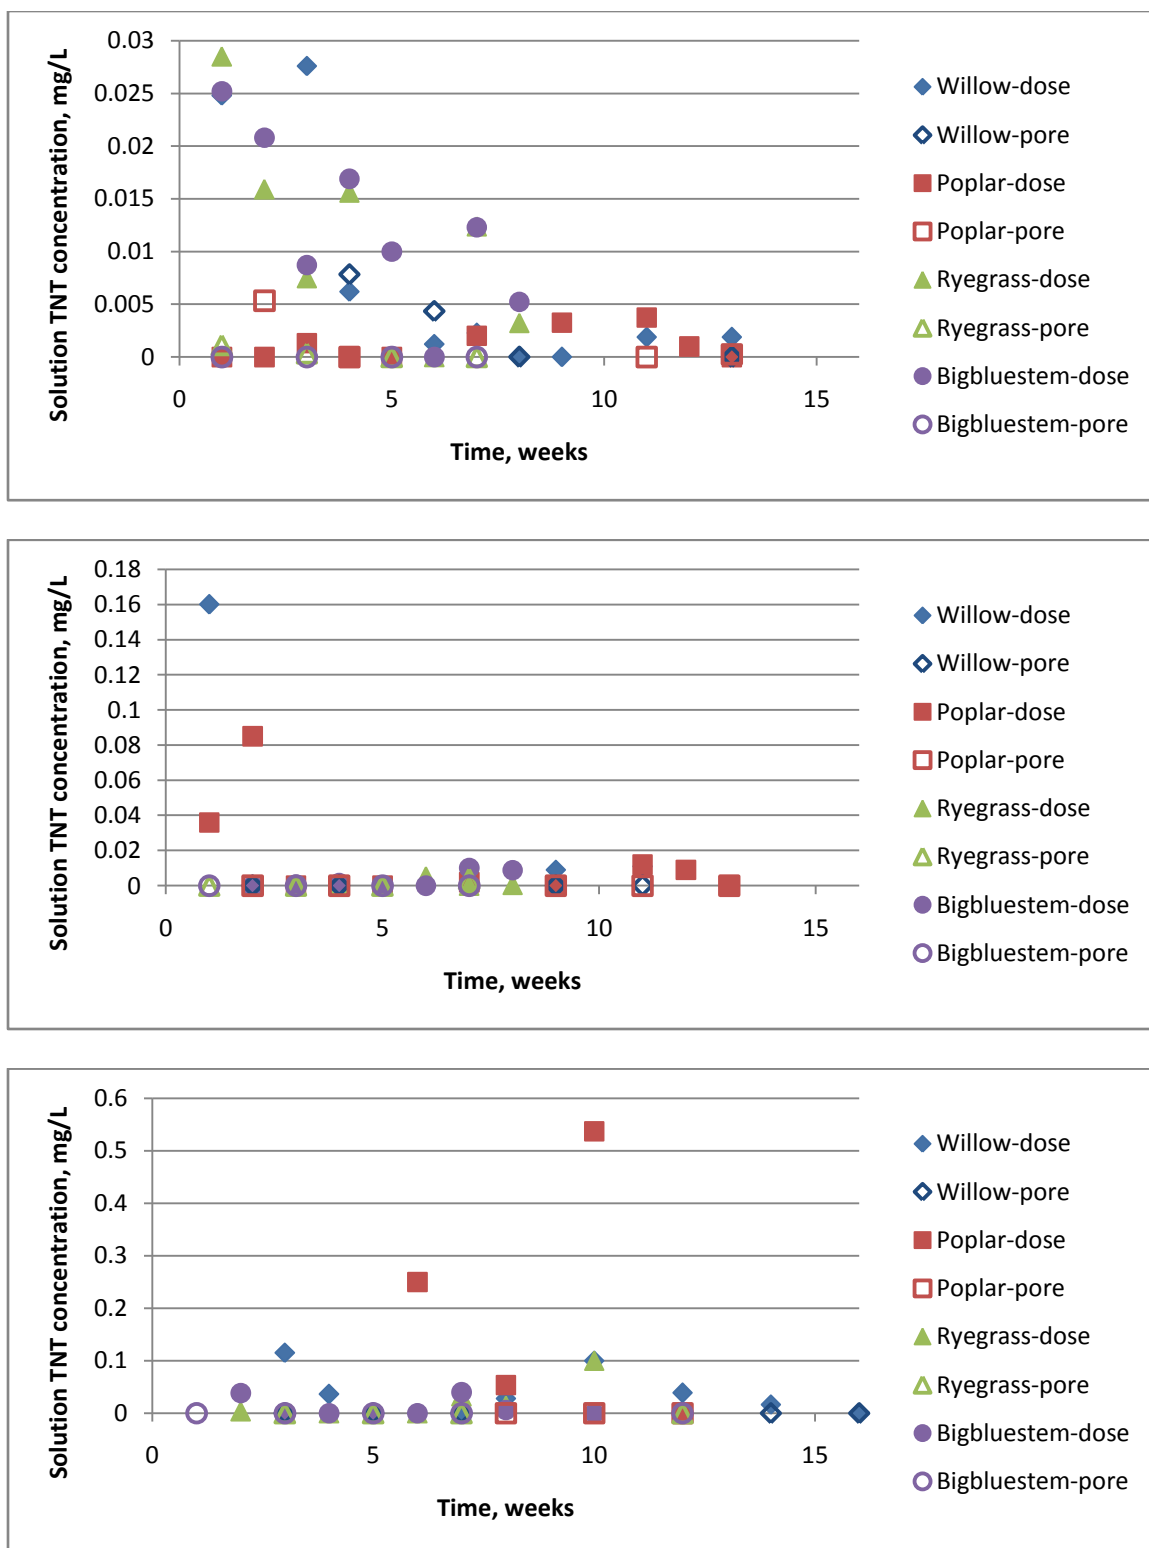 Solution TNT concentration, mg/L
0.03
0.025
0.02
0.015
0.01
0.005
0
0
5
10
15
Time, weeks
Willow-dose
Willow-pore
Poplar-dose
Poplar-pore
Ryegrass-dose
Ryegrass-pore
Bigbluestem-dose
Bigbluestem-pore
Solution TNT concentration, mg/L
0.18
0.16
0.14
0.12
0.1
0.08
0.06
0.04
0.02
0
0
5
10
15
Time, weeks
Willow-dose
Willow-pore
Poplar-dose
Poplar-pore
Ryegrass-dose
Ryegrass-pore
Bigbluestem-dose
Bigbluestem-pore
Solution TNT concentration, mg/L
0.6
0.5
0.4
0.3
0.2
0.1
0
0
5
10
15
Time, weeks
Willow-dose
Willow-pore
Poplar-dose
Poplar-pore
Ryegrass-dose
Ryegrass-pore
Bigbluestem-dose
Bigbluestem-pore